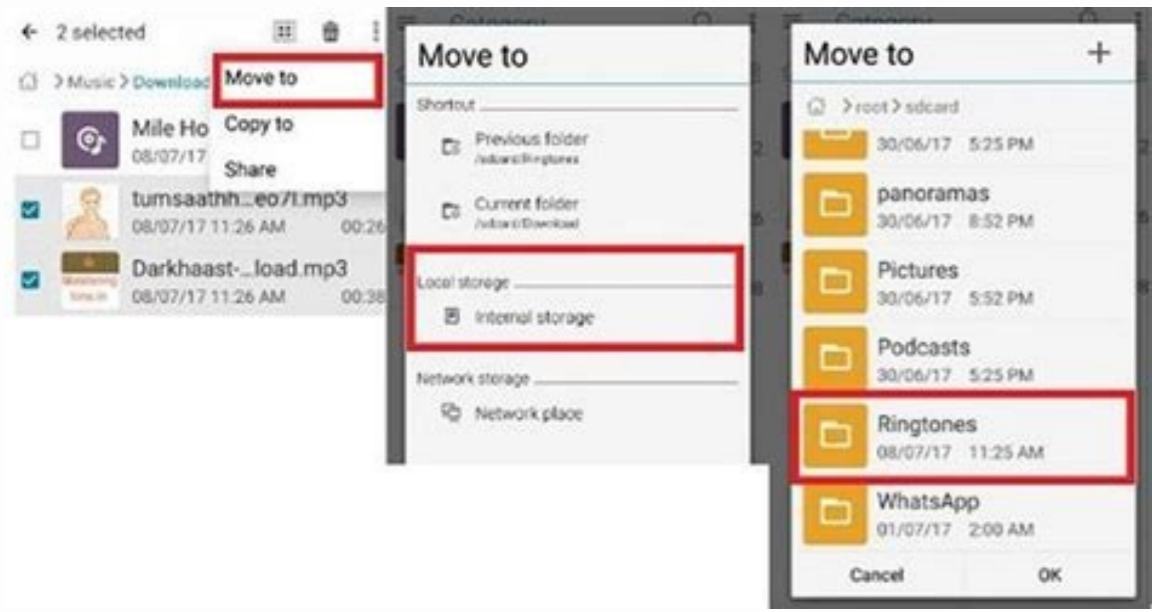 2 selected
> Music > Download
Move to
Copy to
Share
Mile Ho
08/07/17
tumsaathh...eo7l.mp3
08/07/17 11:26 AM 00:26
Darkhaast-...load.mp3
08/07/17 11:26 AM 00:38
Category
Move to
Shortcut
Previous folder
/sdcard/Ringtones
Current folder
/sdcard/Download
Local storage
Internal storage
Network storage
Network place
Category
Move to
> root > sdcard
30/06/17 5:25 PM
panoramas
30/06/17 8:52 PM
Pictures
30/06/17 5:52 PM
Podcasts
30/06/17 5:25 PM
Ringtones
08/07/17 11:25 AM
WhatsApp
01/07/17 2:00 AM
Cancel OK